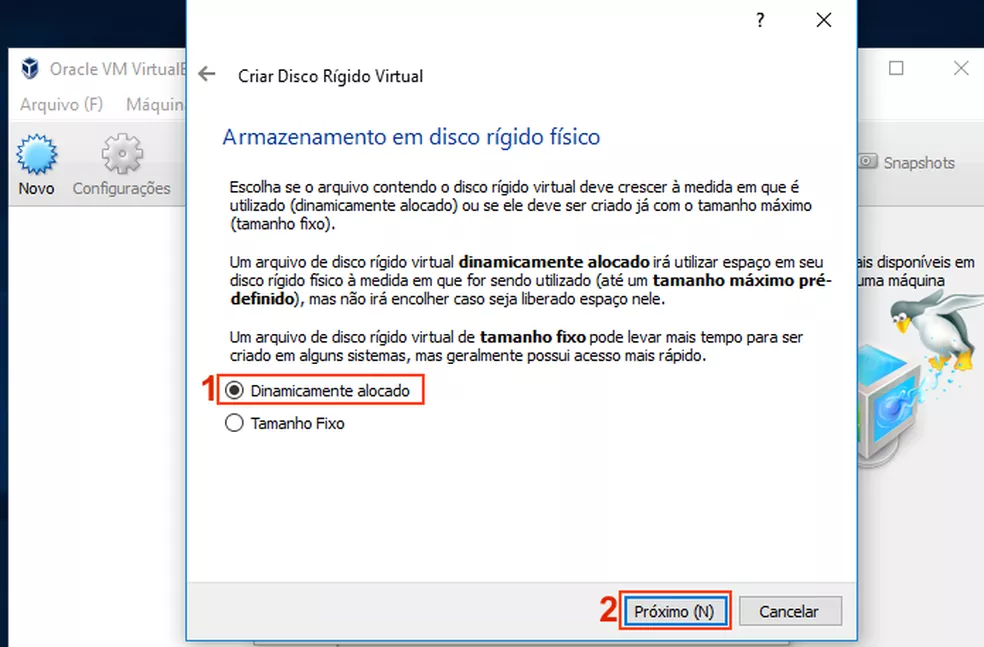 ?
Oracle VM Virtual
Criar Disco Rígido Virtual
Arquivo (F) Máquin
Armazenamento em disco rígido físico
Novo Configurações
Snapshots
Escolha se o arquivo contendo o disco rígido virtual deve crescer à medida em que é
utilizado (dinamicamente alocado) ou se ele deve ser criado já com o tamanho máximo
(tamanho fixo).
Um arquivo de disco rígido virtual dinamicamente alocado irá utilizar espaço em seu
disco rígido físico à medida em que for sendo utilizado (até um tamanho máximo pré-
definido), mas não irá encolher caso seja liberado espaço nele.
ais disponíveis em
uma máquina
Um arquivo de disco rígido virtual de tamanho fixo pode levar mais tempo para ser
criado em alguns sistemas, mas geralmente possui acesso mais rápido.
1 Dinamicamente alocado
Tamanho Fixo
2 Próximo (N) Cancelar